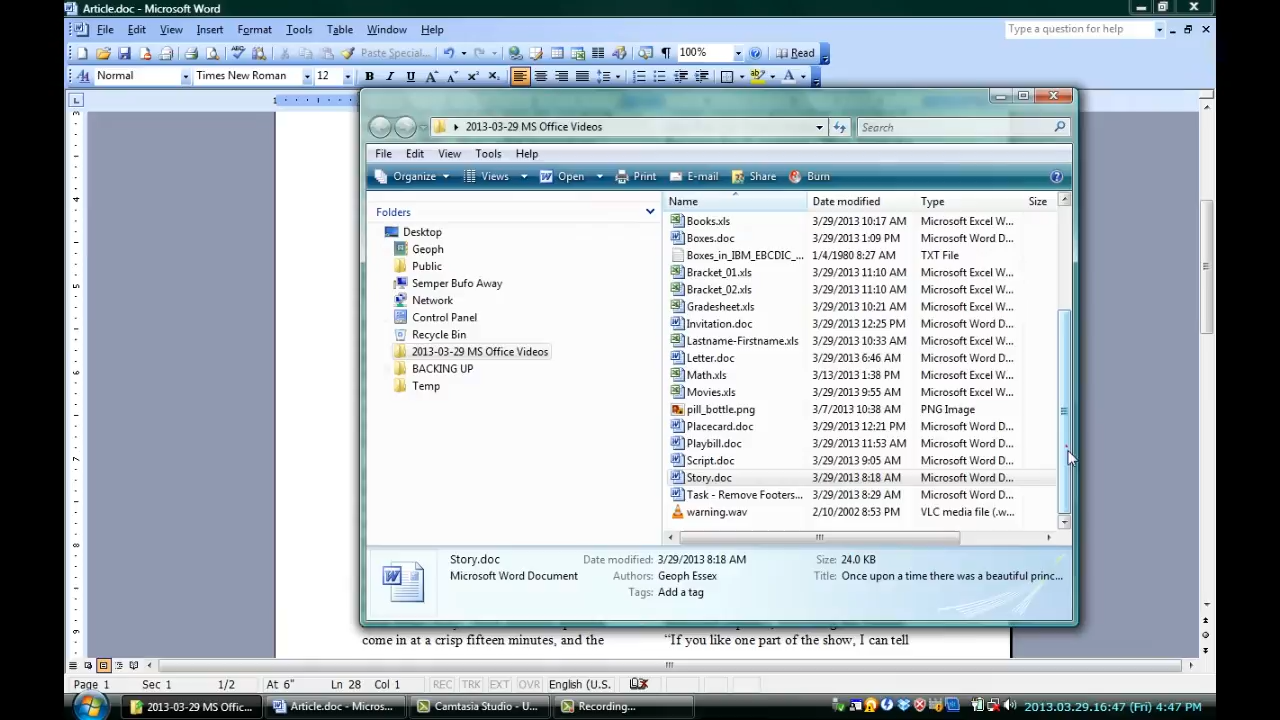 Article.doc - Microsoft Word
File Edit View Insert Format Tools Table Window Help Type a question for help
Paste Special... 100% Read
Normal Times New Roman 12 B I U
2013-03-29 MS Office Videos Search
File Edit View Tools Help
Organize Views Open Print E-mail Share Burn
Folders
Desktop
Geoph
Public
Semper Bufo Away
Network
Control Panel
Recycle Bin
2013-03-29 MS Office Videos
BACKING UP
Temp
Name Date modified Type Size
Books.xls 3/29/2013 10:17 AM Microsoft Excel W...
Boxes.doc 3/29/2013 1:09 PM Microsoft Word D...
Boxes_in_IBM_EBCDIC_... 1/4/1980 8:27 AM TXT File
Bracket_01.xls 3/29/2013 11:10 AM Microsoft Excel W...
Bracket_02.xls 3/29/2013 11:10 AM Microsoft Excel W...
Gradesheet.xls 3/29/2013 10:21 AM Microsoft Excel W...
Invitation.doc 3/29/2013 12:25 PM Microsoft Word D...
Lastname-Firstname.xls 3/29/2013 10:33 AM Microsoft Excel W...
Letter.doc 3/29/2013 6:46 AM Microsoft Word D...
Math.xls 3/13/2013 1:38 PM Microsoft Excel W...
Movies.xls 3/29/2013 9:55 AM Microsoft Excel W...
pill_bottle.png 3/7/2013 10:38 AM PNG Image
Placecard.doc 3/29/2013 12:21 PM Microsoft Word D...
Playbill.doc 3/29/2013 11:53 AM Microsoft Word D...
Script.doc 3/29/2013 9:05 AM Microsoft Word D...
Story.doc 3/29/2013 8:18 AM Microsoft Word D...
Task - Remove Footers... 3/29/2013 8:29 AM Microsoft Word D...
warning.wav 2/10/2002 8:53 PM VLC media file (.w...
Story.doc Date modified: 3/29/2013 8:18 AM Size: 24.0 KB
Microsoft Word Document Authors: Geoph Essex Title: Once upon a time there was a beautiful princ...
Tags: Add a tag
come in at a crisp fifteen minutes, and the “If you like one part of the show, I can tell
Page 1 Sec 1 1/2 At 6" Ln 28 Col 1 REC TRK EXT OVR English (U.S.
2013-03-29 MS Offic... Article.doc - Micros... Camtasia Studio - U... Recording... 2013.03.29.16:47 (Fri) 4:47 PM